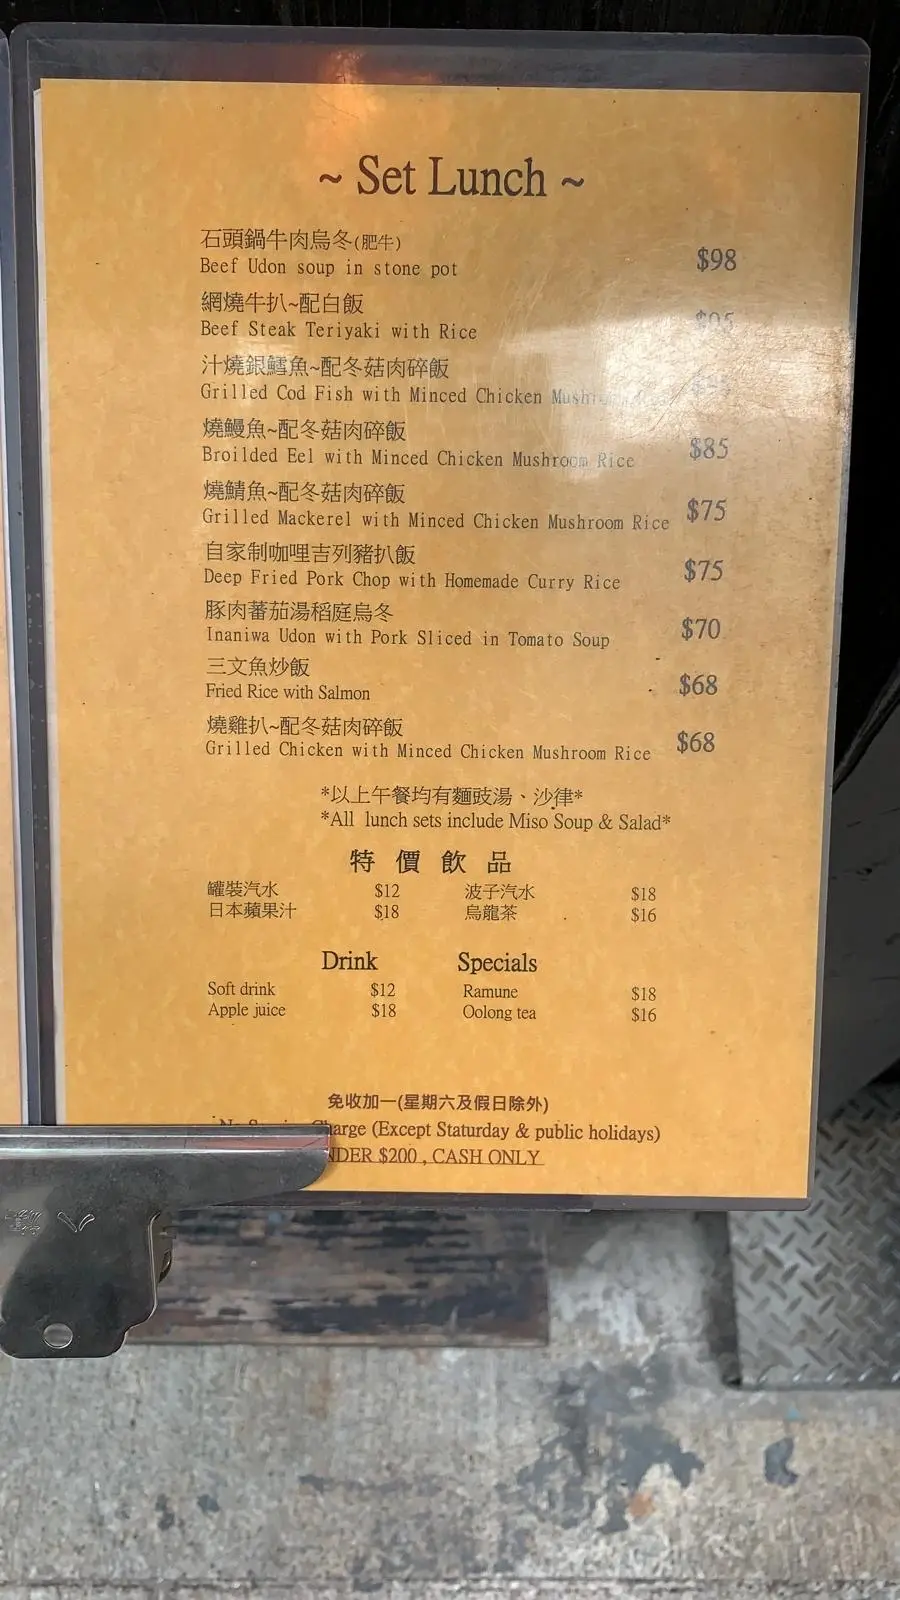 ~ Set Lunch ~
石頭鍋牛肉烏冬(肥牛)
Beef Udon soup in stone pot $98
網燒牛扒~配白飯
Beef Steak Teriyaki with Rice
汁燒銀鱈魚~配冬菇肉碎飯
Grilled Cod Fish with Minced Chicken
燒鰻魚~配冬菇肉碎飯
Broilded Eel with Minced Chicken Mushroom Rice $85
燒鯖魚~配冬菇肉碎飯
Grilled Mackerel with Minced Chicken Mushroom Rice $75
自家制咖哩吉列豬扒飯
Deep Fried Pork Chop with Homemade Curry Rice $75
豚肉蕃茄湯稻庭烏冬
Inaniwa Udon with Pork Sliced in Tomato Soup $70
三文魚炒飯
Fried Rice with Salmon $68
燒雞扒~配冬菇肉碎飯
Grilled Chicken with Minced Chicken Mushroom Rice $68
*以上午餐均有麵豉湯、沙律*
*All lunch sets include Miso Soup & Salad*
特價飲品
罐裝汽水 $12 波子汽水 $18
日本蘋果汁 $18 烏龍茶 $16
Drink Specials
Soft drink $12 Ramune $18
Apple juice $18 Oolong tea $16
免收加一(星期六及假日除外)
(Except Staturday & public holidays)
$200 , CASH ONLY